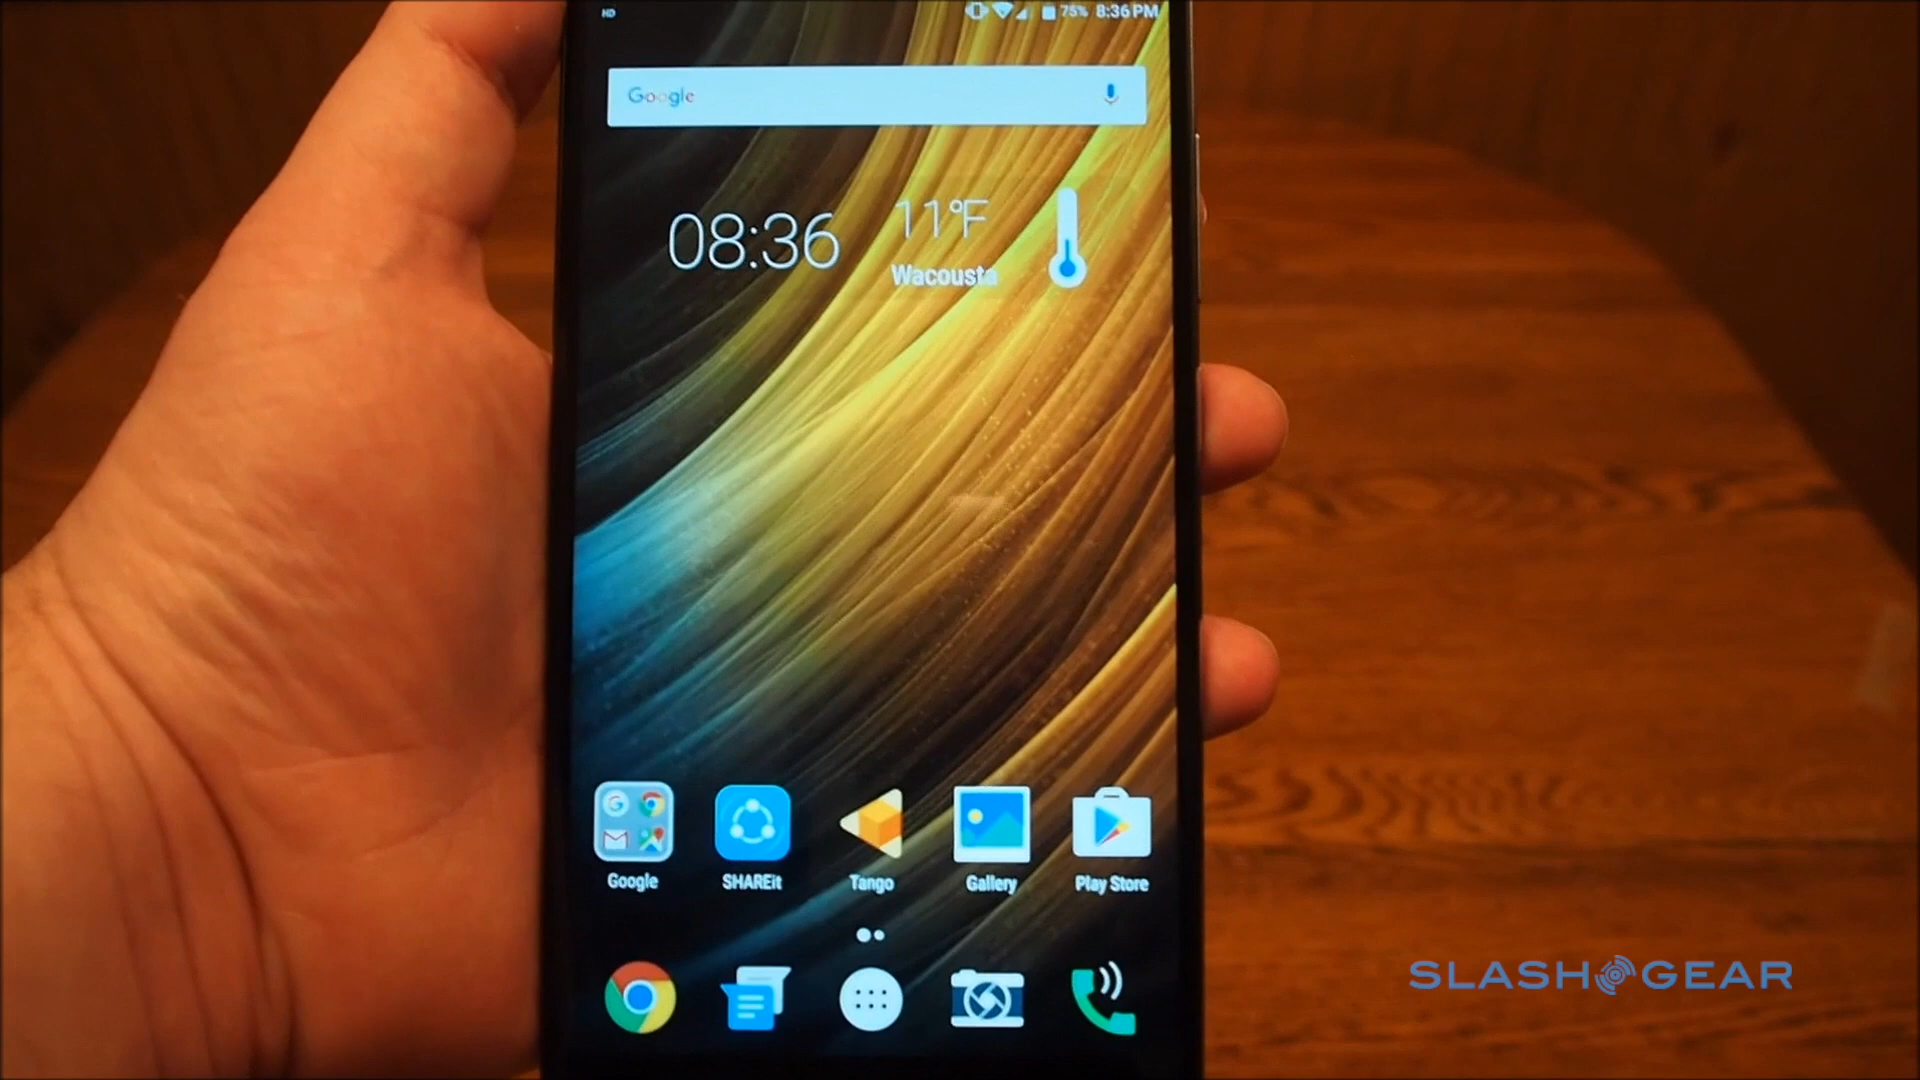 HD 75% 8:36 PM
Google
08:36 11°F
Wacousta
Google SHAREit Tango Gallery Play Store
SLASHGEAR